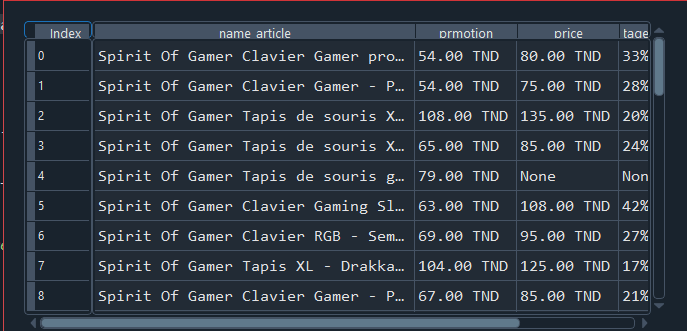 Index name article prmotion price tage
0 Spirit Of Gamer Clavier Gamer pro… 54.00 TND 80.00 TND 33%
1 Spirit Of Gamer Clavier Gamer - P… 54.00 TND 75.00 TND 28%
2 Spirit Of Gamer Tapis de souris X… 108.00 TND 135.00 TND 20%
3 Spirit Of Gamer Tapis de souris X… 65.00 TND 85.00 TND 24%
4 Spirit Of Gamer Tapis de souris g… 79.00 TND None Non
5 Spirit Of Gamer Clavier Gaming Sl… 63.00 TND 108.00 TND 42%
6 Spirit Of Gamer Clavier RGB - Sem… 69.00 TND 95.00 TND 27%
7 Spirit Of Gamer Tapis XL - Drakka… 104.00 TND 125.00 TND 17%
8 Spirit Of Gamer Clavier Gamer - P… 67.00 TND 85.00 TND 21%